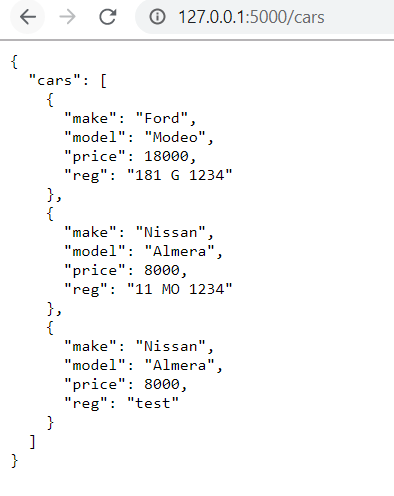 127.0.0.1:5000/cars
{
  "cars": [
    {
      "make": "Ford",
      "model": "Modeo",
      "price": 18000,
      "reg": "181 G 1234"
    },
    {
      "make": "Nissan",
      "model": "Almera",
      "price": 8000,
      "reg": "11 MO 1234"
    },
    {
      "make": "Nissan",
      "model": "Almera",
      "price": 8000,
      "reg": "test"
    }
  ]
}